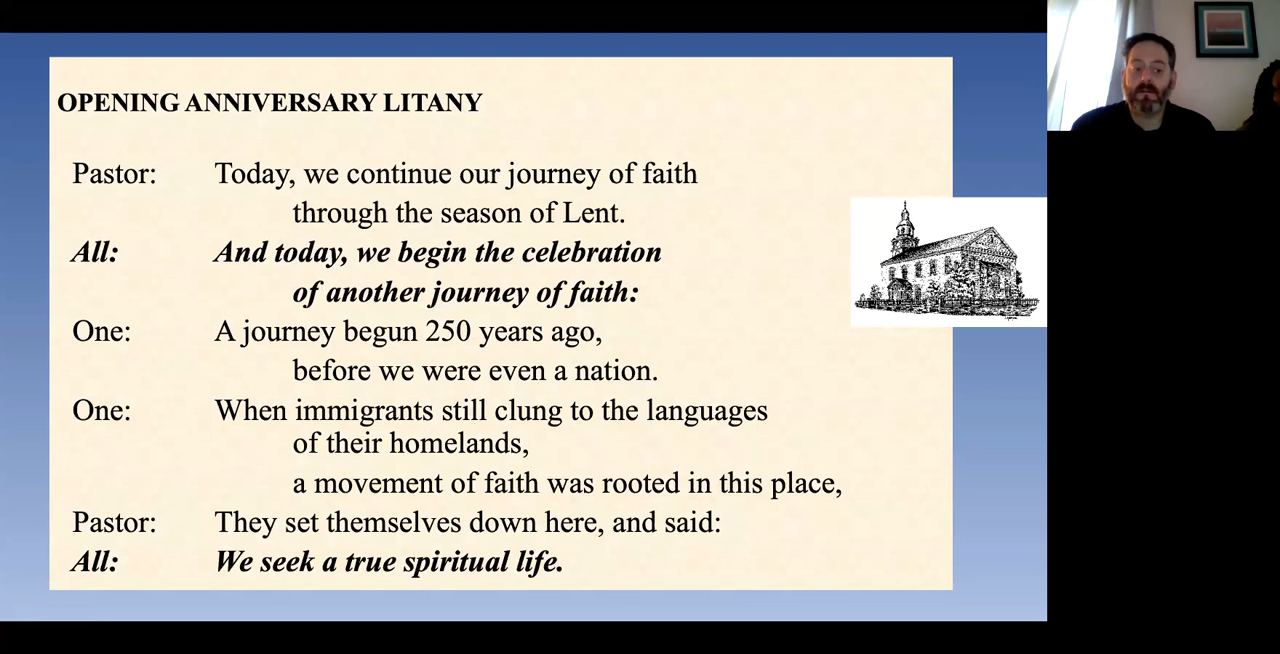 OPENING ANNIVERSARY LITANY
Pastor: Today, we continue our journey of faith
through the season of Lent.
All: And today, we begin the celebration
of another journey of faith:
One: A journey begun 250 years ago,
before we were even a nation.
One: When immigrants still clung to the languages
of their homelands,
a movement of faith was rooted in this place,
Pastor: They set themselves down here, and said:
All: We seek a true spiritual life.